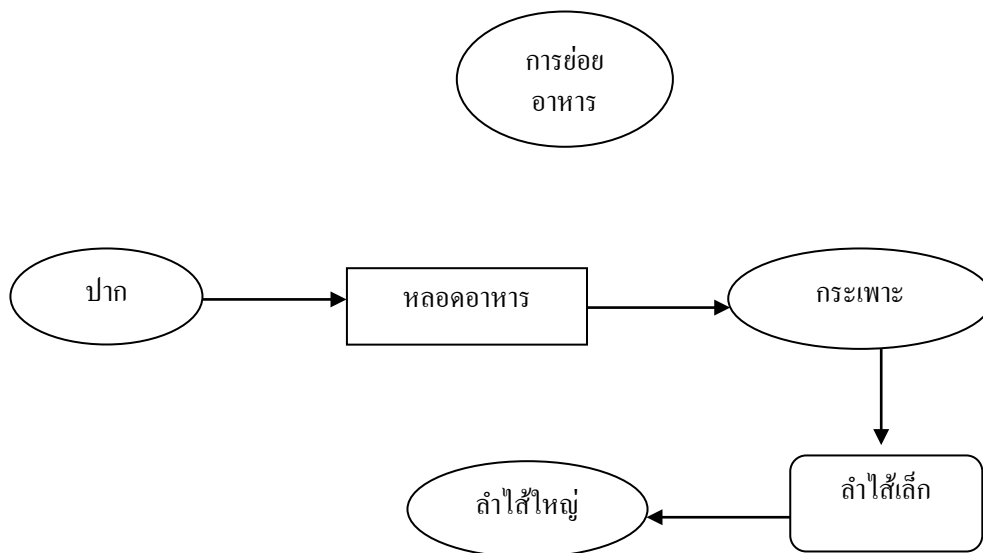 การย่อย
อาหาร
ปาก
หลอดอาหาร
กระเพาะ
ลำไส้ใหญ่
ลำไส้เล็ก